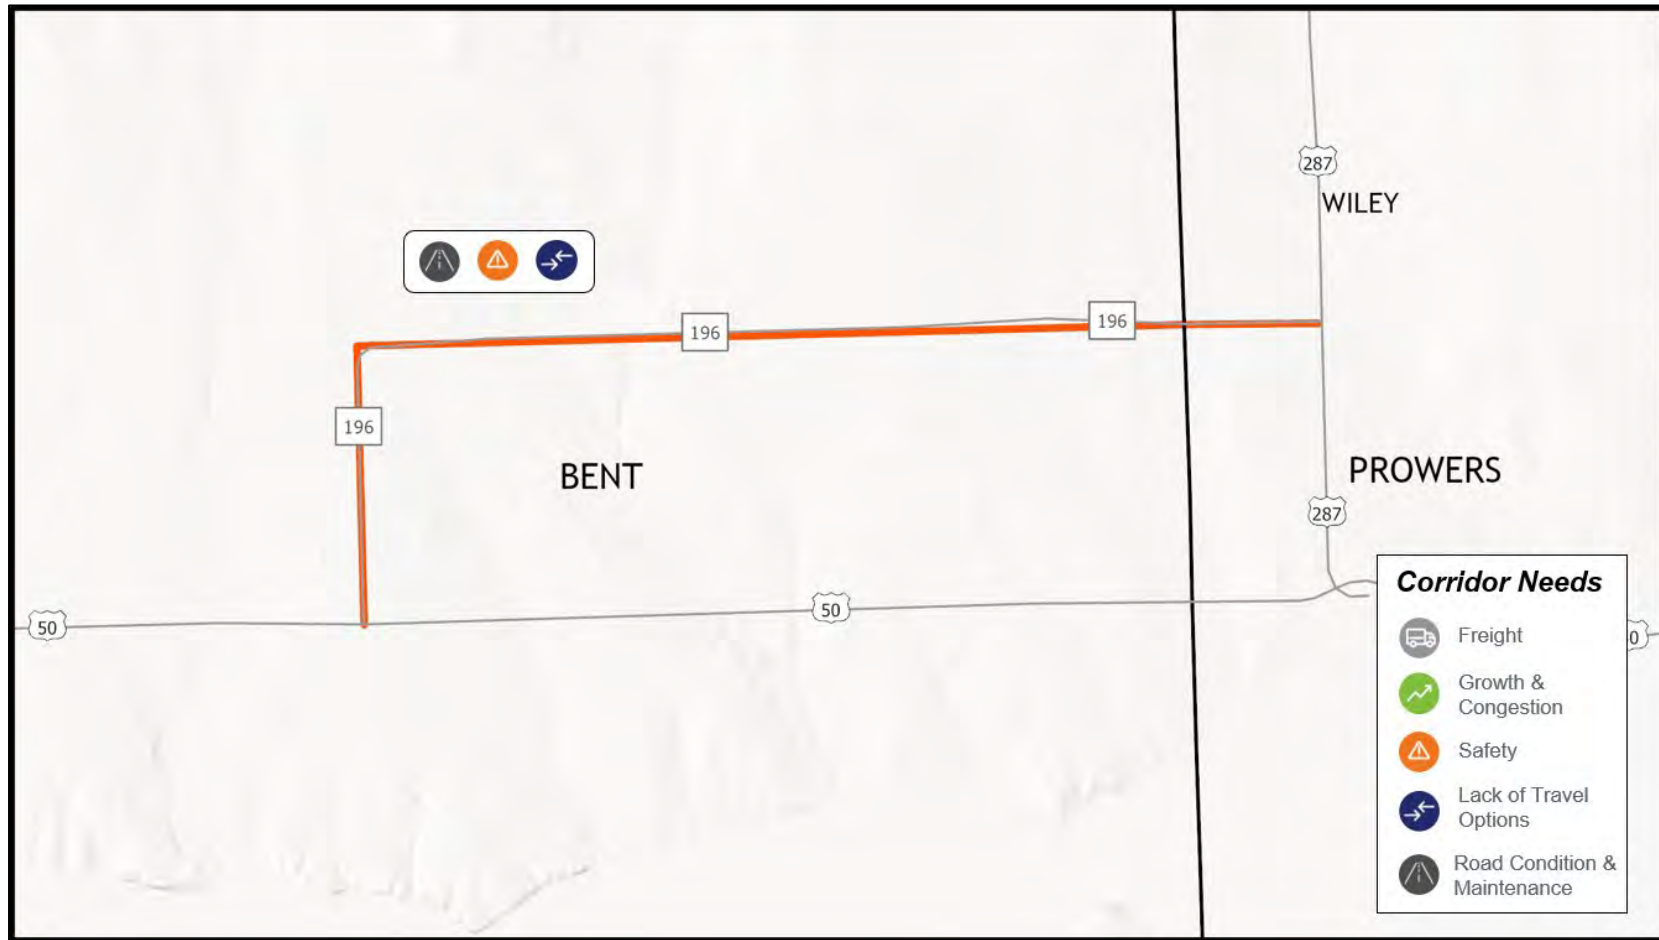 287
WILEY
196
196
196
BENT
PROWERS
287
50
50
0
Corridor Needs
Freight
Growth &
Congestion
Safety
Lack of Travel
Options
Road Condition &
Maintenance